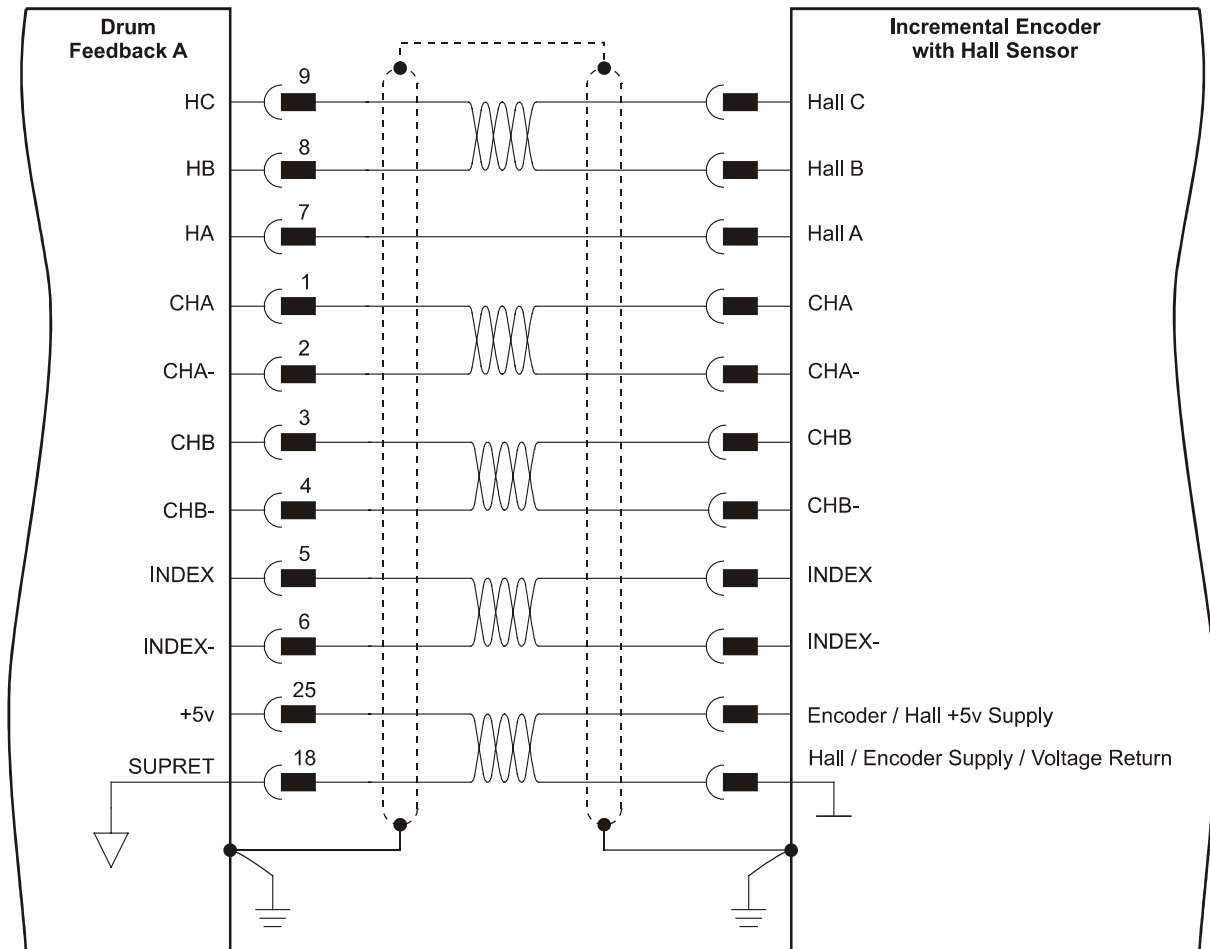 Drum
Feedback A
Incremental Encoder
with Hall Sensor
HC 9 Hall C
HB 8 Hall B
HA 7 Hall A
CHA 1 CHA
CHA- 2 CHA-
CHB 3 CHB
CHB- 4 CHB-
INDEX 5 INDEX
INDEX- 6 INDEX-
+5v 25 Encoder / Hall +5v Supply
SUPRET 18 Hall / Encoder Supply / Voltage Return